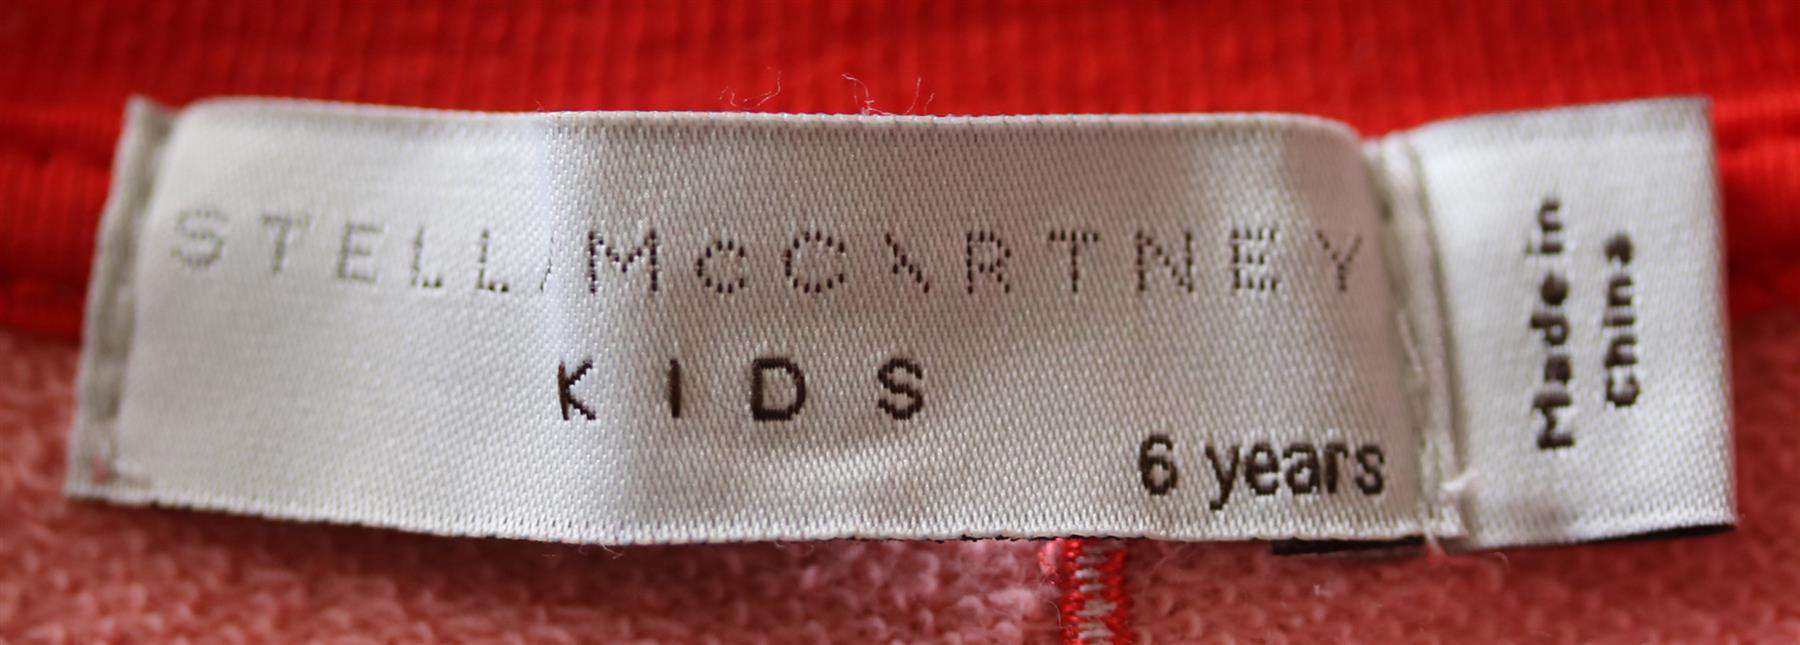 STELLA McCARTNEY
KIDS
6 years
Made in
China